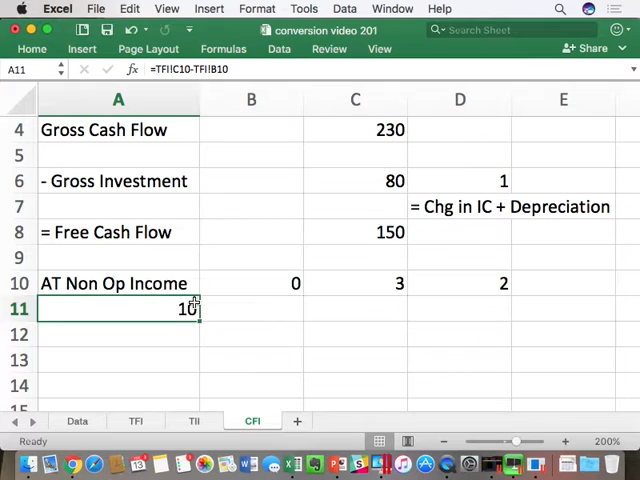 Excel File Edit View Insert Format Tools Data Window Help
conversion video 201
Search Sheet
Home Insert Page Layout Formulas Data Review View Share
A11 fx =TFI!C10-TFI!B10
A B C D E
4 Gross Cash Flow 230
5
6 - Gross Investment 80 1
7 = Chg in IC + Depreciation
8 = Free Cash Flow 150
9
10 AT Non Op Income 0 3 2
11 10
12
13
14
15
Data TFI TII CFI
Ready 200%